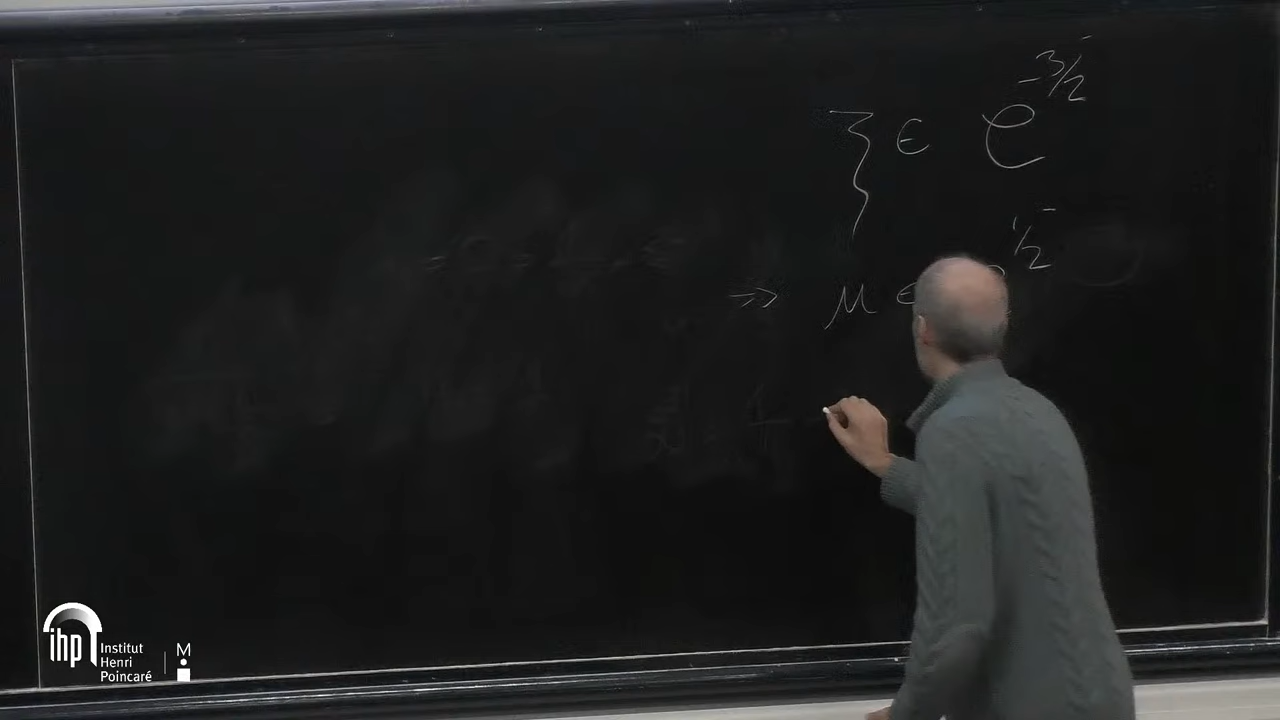 ξ ∈ C^{-3/2^-}
⇒ u ∈ ^{1/2^-}
ihp Institut
Henri
Poincaré
M